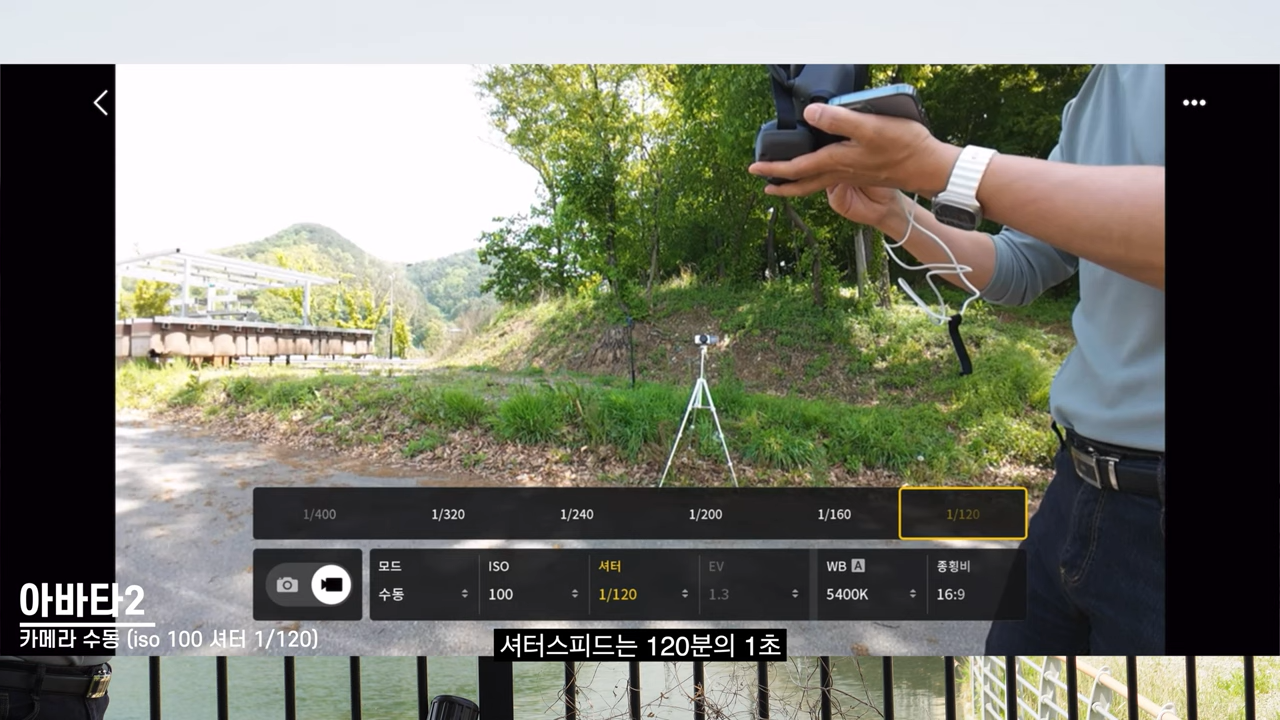 1/400 1/320 1/240 1/200 1/160 1/120
모드 ISO 셔터 EV WB A 종횡비
수동 100 1/120 1.3 5400K 16:9
아바타2
카메라 수동 (iso 100 셔터 1/120)
셔터스피드는 120분의 1초